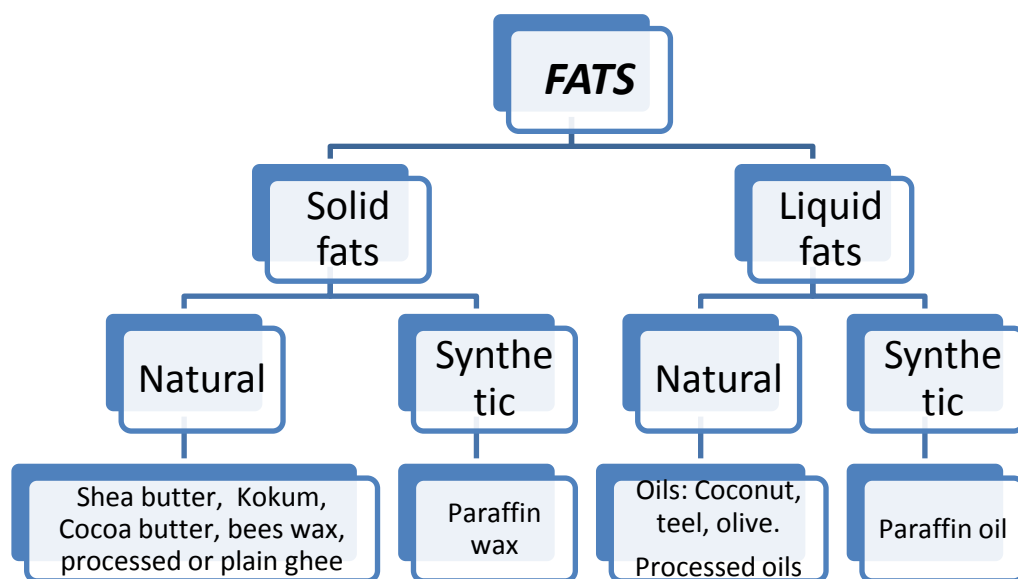 FATS
Solid
fats
Liquid
fats
Natural
Synthe
tic
Natural
Synthe
tic
Shea butter, Kokum,
Cocoa butter, bees wax,
processed or plain ghee
Paraffin
wax
Oils: Coconut,
teel, olive.
Processed oils
Paraffin oil